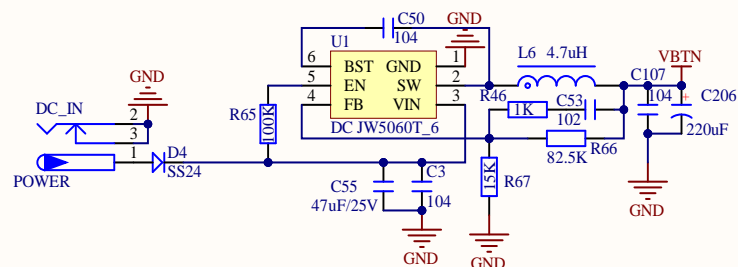 C50
104
GND
U1
6 BST GND 1
5 EN SW 2
4 FB VIN 3
DC JW5060T_6
L6 4.7uH
VBTN
GND
DC_IN
2
3
1
POWER
D4
SS24
R65
100K
R46
1K
C53
102
C107
104
C206
220uF
+
82.5K
R66
15K
R67
C55
47uF/25V
C3
104
GND
GND
GND